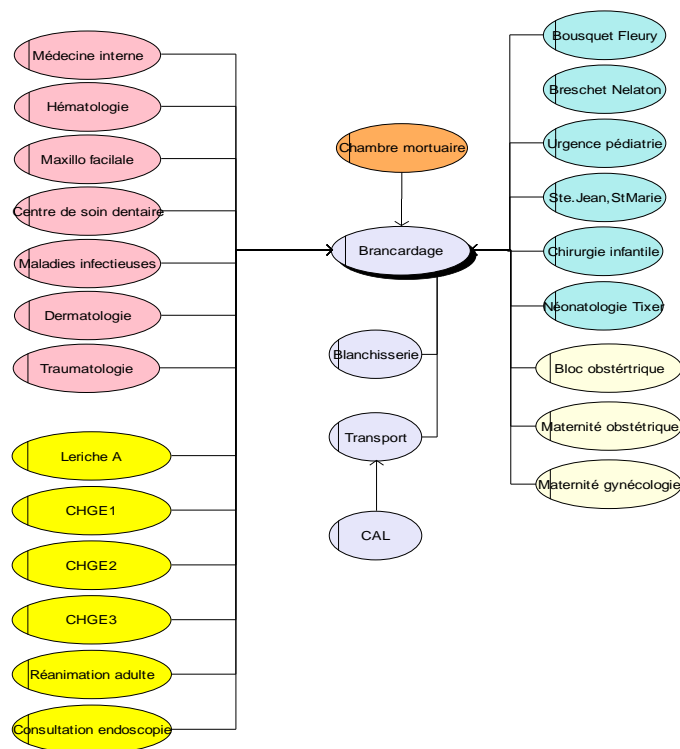 Médecine interne
Hématologie
Maxillo facilale
Centre de soin dentaire
Maladies infectieuses
Dermatologie
Traumatologie
Leriche A
CHGE1
CHGE2
CHGE3
Réanimation adulte
Consultation endoscopie
Chambre mortuaire
Brancardage
Blanchisserie
Transport
CAL
Bousquet Fleury
Breschet Nelaton
Urgence pédiatrie
Ste.Jean,StMarie
Chirurgie infantile
Néonatologie Tixer
Bloc obstértrique
Maternité obstétrique
Maternité gynécologie